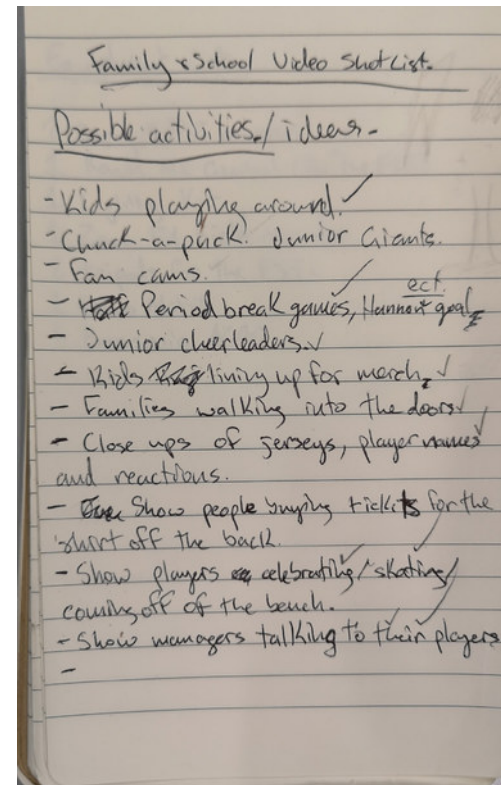 Family & School Video Shot List.
Possible activities./ideas-
- Kids playing around. ✓
- Chuck-a-puck. Junior Giants.
- Fan cams.
ect.
- Period break games, goal
- Junior cheerleaders. ✓
- Kids lining up for merch, ✓
- Families walking into the doors ✓
- Close ups of jerseys, player names ✓
and reactions.
- Show people buying tickets for the
shirt off the back. ✓
- Show players celebrating/skating/
coming off of the bench.
- Show managers talking to their players
-